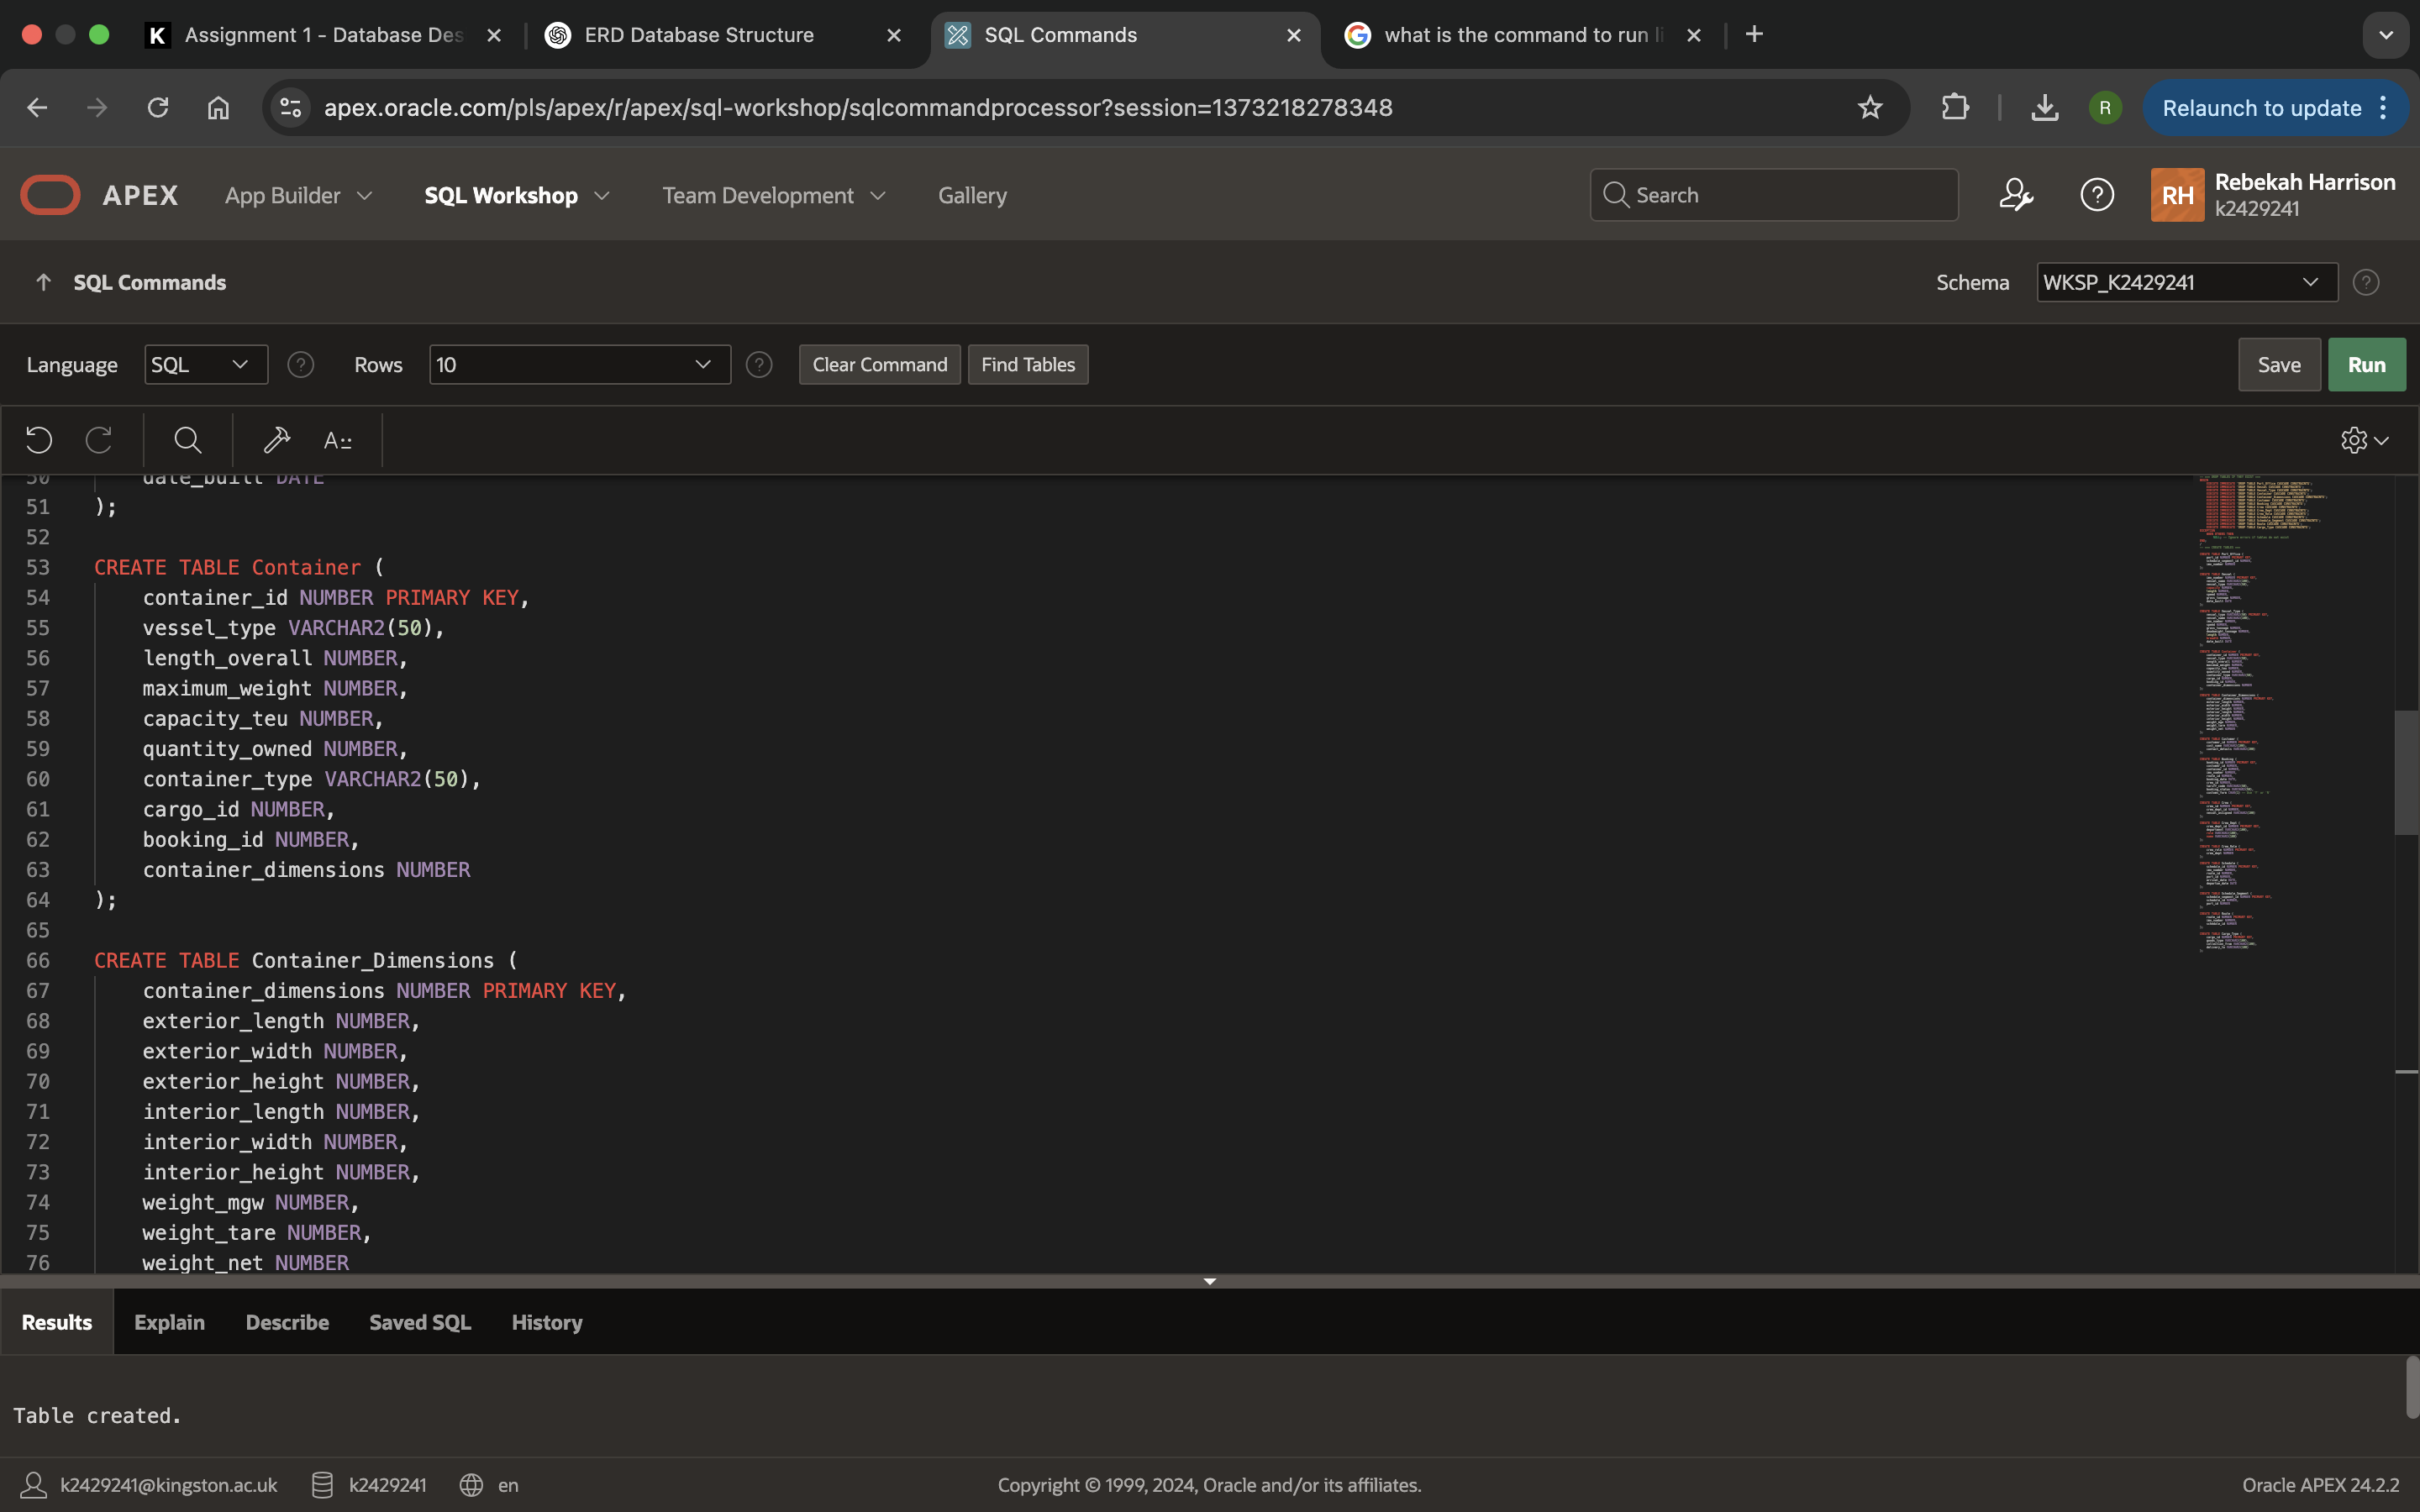 K Assignment 1 - Database Des
ERD Database Structure
SQL Commands
what is the command to run li
apex.oracle.com/pls/apex/r/apex/sql-workshop/sqlcommandprocessor?session=1373218278348
R
Relaunch to update
APEX
App Builder
SQL Workshop
Team Development
Gallery
Search
RH
Rebekah Harrison
k2429241
SQL Commands
Schema
WKSP_K2429241
Language
SQL
Rows
10
Clear Command
Find Tables
Save
Run
50 date_built DATE
51 );
52
53 CREATE TABLE Container (
54 container_id NUMBER PRIMARY KEY,
55 vessel_type VARCHAR2(50),
56 length_overall NUMBER,
57 maximum_weight NUMBER,
58 capacity_teu NUMBER,
59 quantity_owned NUMBER,
60 container_type VARCHAR2(50),
61 cargo_id NUMBER,
62 booking_id NUMBER,
63 container_dimensions NUMBER
64 );
65
66 CREATE TABLE Container_Dimensions (
67 container_dimensions NUMBER PRIMARY KEY,
68 exterior_length NUMBER,
69 exterior_width NUMBER,
70 exterior_height NUMBER,
71 interior_length NUMBER,
72 interior_width NUMBER,
73 interior_height NUMBER,
74 weight_mgw NUMBER,
75 weight_tare NUMBER,
76 weight_net NUMBER
Results
Explain
Describe
Saved SQL
History
Table created.
k2429241@kingston.ac.uk
k2429241
en
Copyright © 1999, 2024, Oracle and/or its affiliates.
Oracle APEX 24.2.2